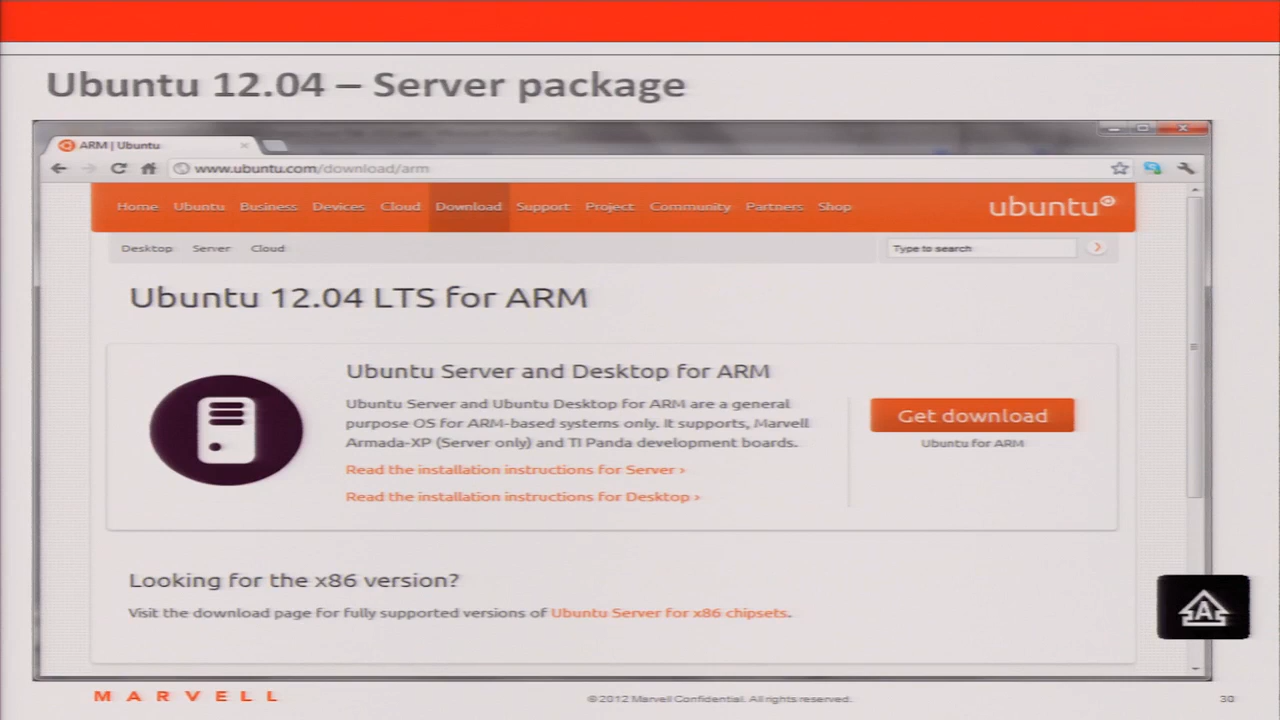 Ubuntu 12.04 – Server package
ARM | Ubuntu
www.ubuntu.com/download/arm
Home Ubuntu Business Devices Cloud Download Support Project Community Partners Shop
ubuntu
Desktop Server Cloud
Type to search
Ubuntu 12.04 LTS for ARM
Ubuntu Server and Desktop for ARM
Ubuntu Server and Ubuntu Desktop for ARM are a general
purpose OS for ARM-based systems only. It supports, Marvell
Armada-XP (Server only) and TI Panda development boards.
Read the installation instructions for Server ›
Read the installation instructions for Desktop ›
Get download
Ubuntu for ARM
Looking for the x86 version?
Visit the download page for fully supported versions of Ubuntu Server for x86 chipsets.
A
MARVELL
© 2012 Marvell Confidential. All rights reserved.
30